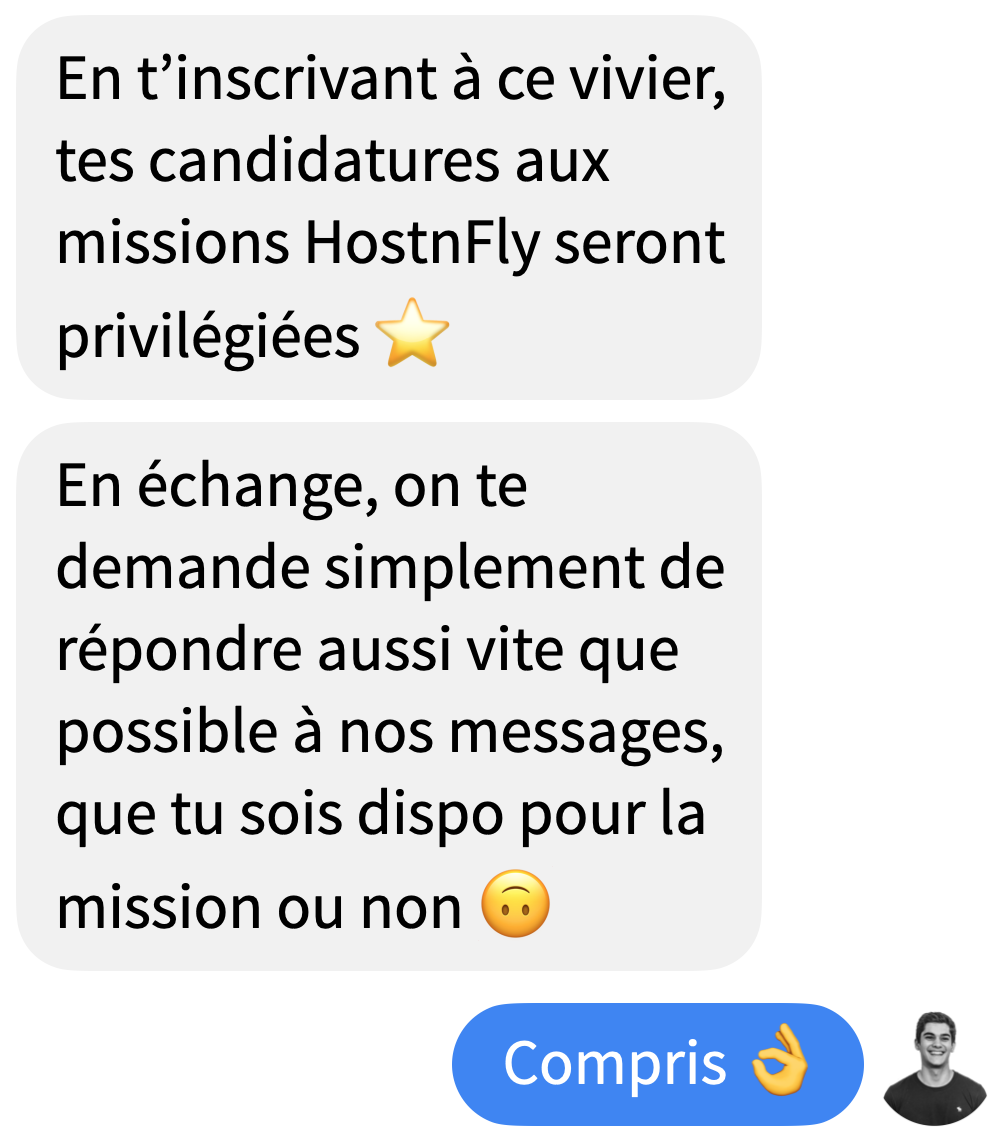 En t’inscrivant à ce vivier,
tes candidatures aux
missions HostnFly seront
privilégiées ⭐
En échange, on te
demande simplement de
répondre aussi vite que
possible à nos messages,
que tu sois dispo pour la
mission ou non 🙃
Compris 👌